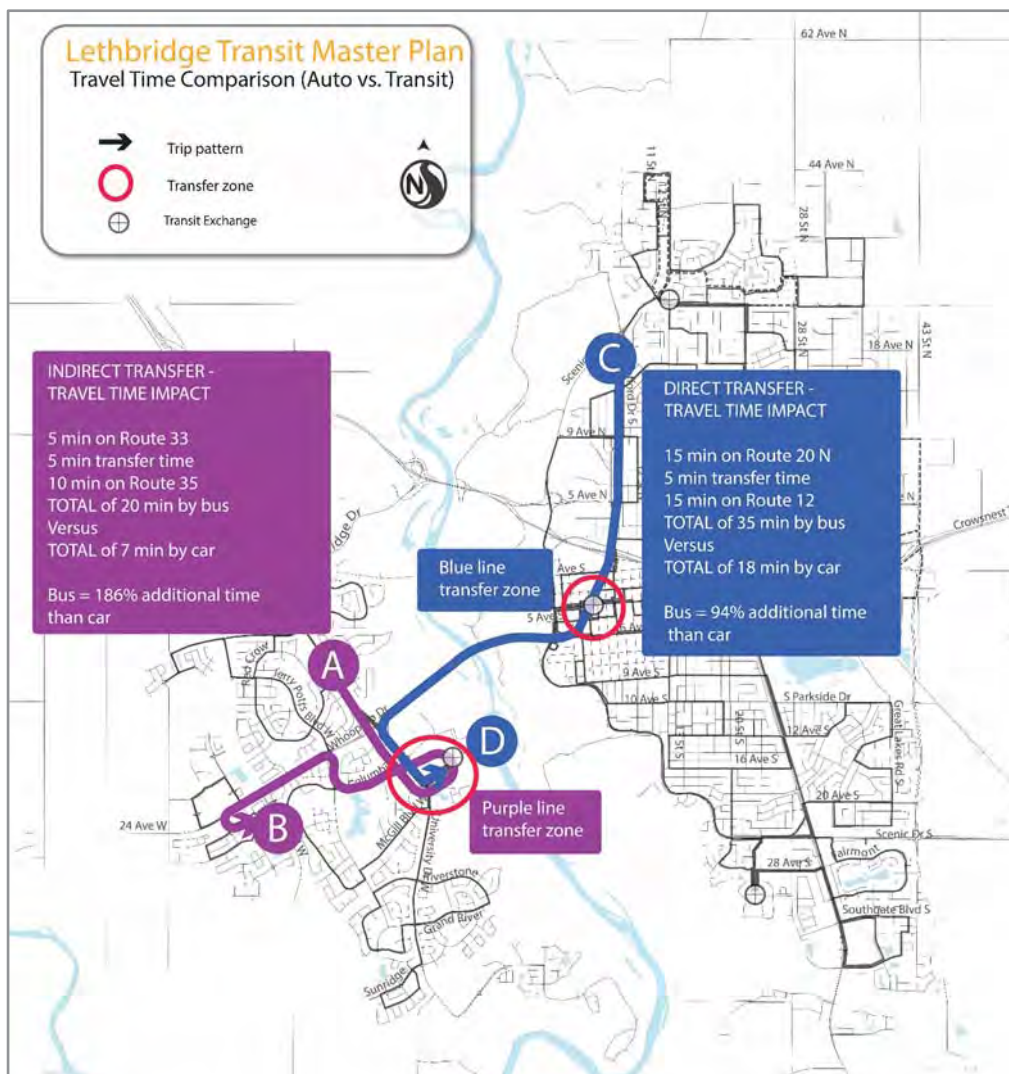 Lethbridge Transit Master Plan
Travel Time Comparison (Auto vs. Transit)
Trip pattern
Transfer zone
Transit Exchange
N
62 Ave N
44 Ave N
11 St N
28 St N
28 St N
43 St N
18 Ave N
C
9 Ave N
5 Ave N
Crowsnest
INDIRECT TRANSFER -
TRAVEL TIME IMPACT
5 min on Route 33
5 min transfer time
10 min on Route 35
TOTAL of 20 min by bus
Versus
TOTAL of 7 min by car
Bus = 186% additional time
than car
DIRECT TRANSFER -
TRAVEL TIME IMPACT
15 min on Route 20 N
5 min transfer time
15 min on Route 12
TOTAL of 35 min by bus
Versus
TOTAL of 18 min by car
Bus = 94% additional time
than car
Blue line
transfer zone
Ave S
5 Ave S
9 Ave S
10 Ave S
S Parkside Dr
12 Ave S
16 Ave S
20 St S
Great Lakes Rd S
20 Ave S
Scenic Dr S
Fairmont
28 Ave S
Southgate Blvd S
A
Red Crow
Jerry Potts Blvd W
Whoop
Columbia
D
B
24 Ave W
McGill Blvd
University Dr W
Purple line
transfer zone
Riverstone
Grand River
Sunridge